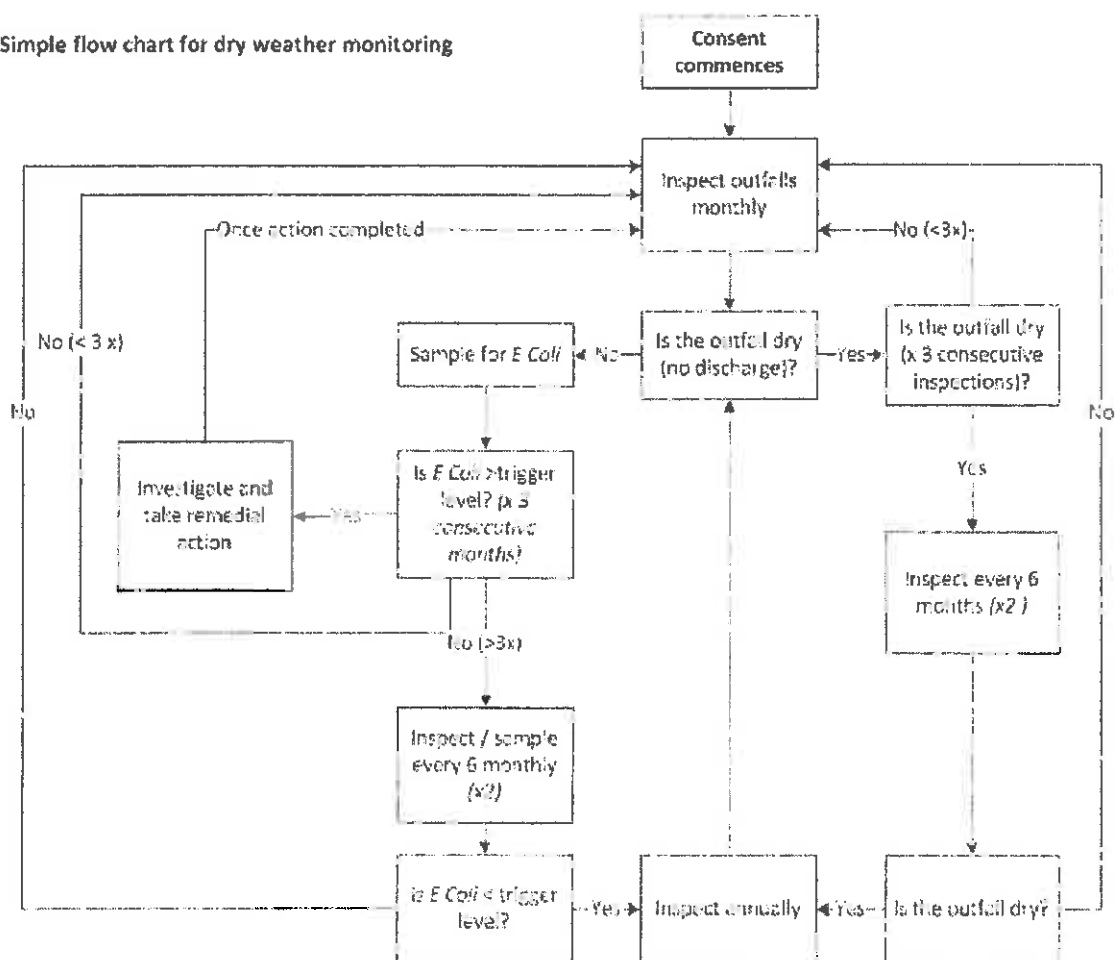 Simple flow chart for dry weather monitoring
Consent
commences
Inspect outfalls
monthly
Once action completed
No (<3x)
No (< 3 x)
Sample for E Coli
No
Is the outfall dry
(no discharge)?
Yes
Is the outfall dry
(x 3 consecutive
inspections)?
No
No
Investigate and
take remedial
action
Yes
Is E Coli >trigger
level? (x 3
consecutive
months)
Yes
Inspect every 6
months (x2 )
No (>3x)
Inspect / sample
every 6 monthly
(x2)
Is E Coli < trigger
level?
Yes
Inspect annually
Yes
Is the outfall dry?